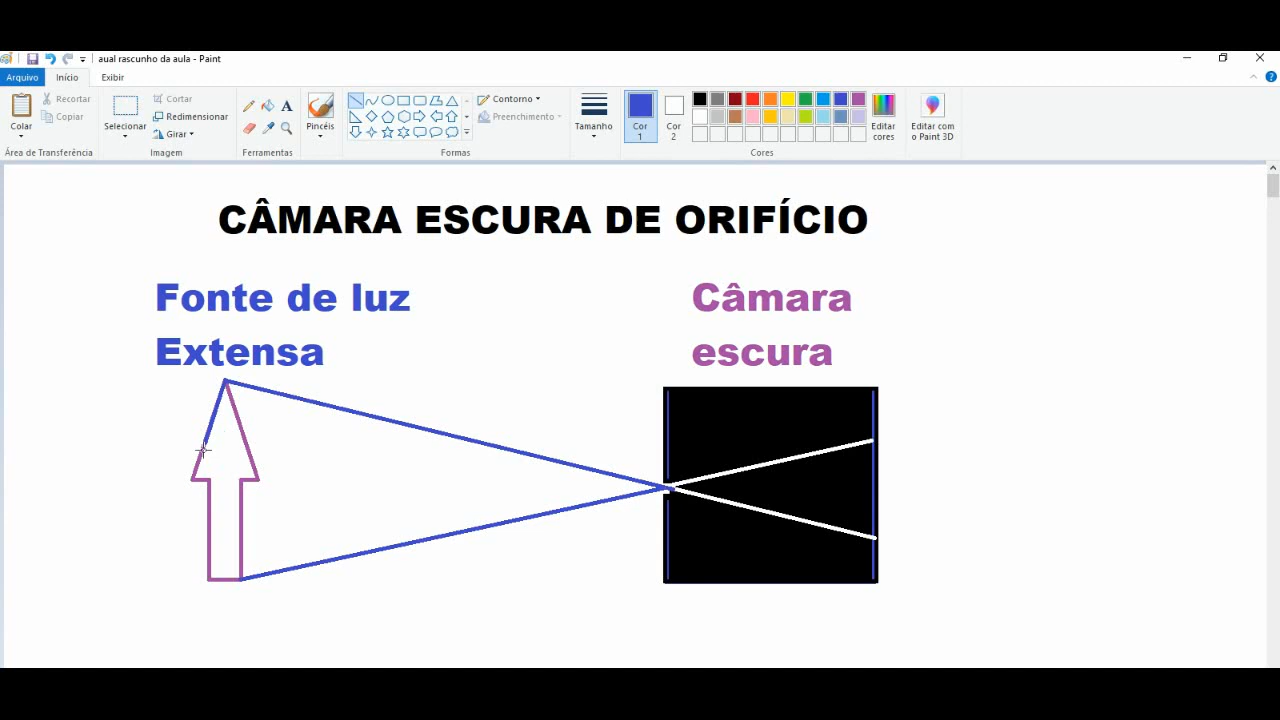 aual rascunho da aula - Paint
Arquivo Início Exibir
Colar
Recortar
Copiar
Área de Transferência
Selecionar
Cortar
Redimensionar
Girar
Imagem
A
Ferramentas
Pincéis
Contorno
Preenchimento
Formas
Tamanho
Cor
1
Cor
2
Editar
cores
Cores
Editar com
o Paint 3D
CÂMARA ESCURA DE ORIFÍCIO
Fonte de luz
Extensa
Câmara
escura